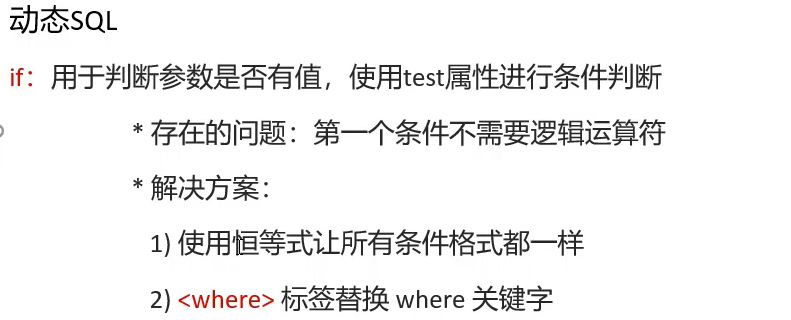 动态SQL
if：用于判断参数是否有值，使用test属性进行条件判断
* 存在的问题：第一个条件不需要逻辑运算符
* 解决方案：
1) 使用恒等式让所有条件格式都一样
2) <where> 标签替换 where 关键字